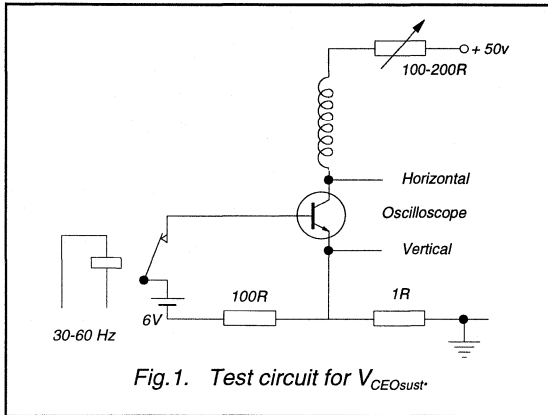 + 50v
100-200R
Horizontal
Oscilloscope
Vertical
100R
1R
6V
30-60 Hz
Fig.1. Test circuit for VCEOsust.